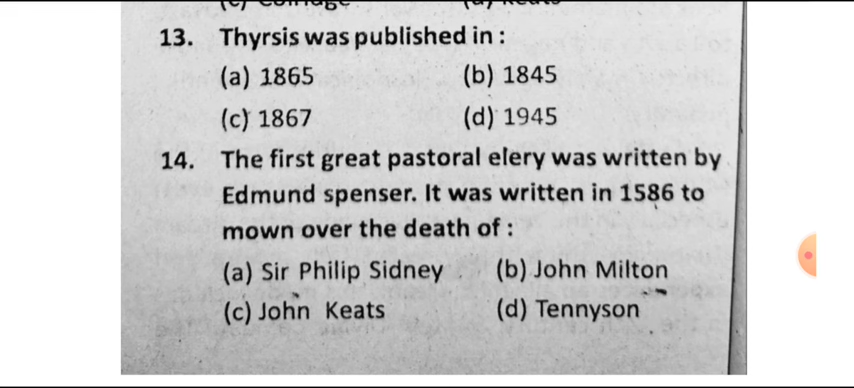 13. Thyrsis was published in :
(a) 1865 (b) 1845
(c) 1867 (d) 1945
14. The first great pastoral elery was written by
Edmund spenser. It was written in 1586 to
mown over the death of :
(a) Sir Philip Sidney (b) John Milton
(c) John Keats (d) Tennyson